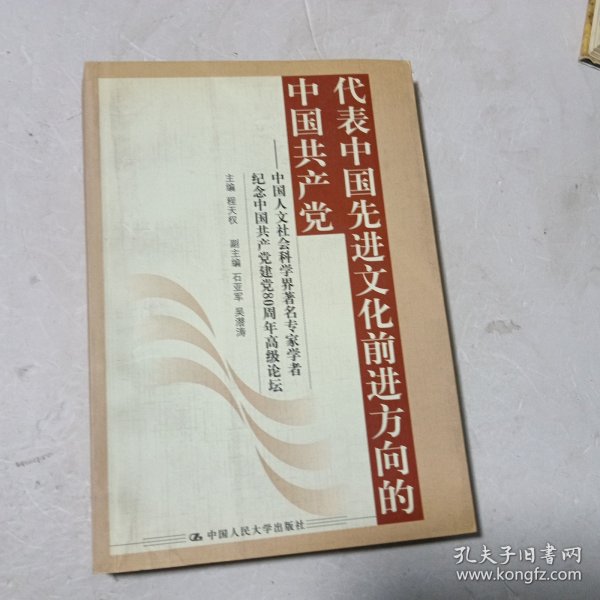 代表中国先进文化前进方向的
中国共产党
——中国人文社会科学界著名专家学者
纪念中国共产党建党80周年高级论坛
主编 程天权 副主编 石亚军 吴潜涛
中国人民大学出版社
孔夫子旧书网
www.kongfz.com